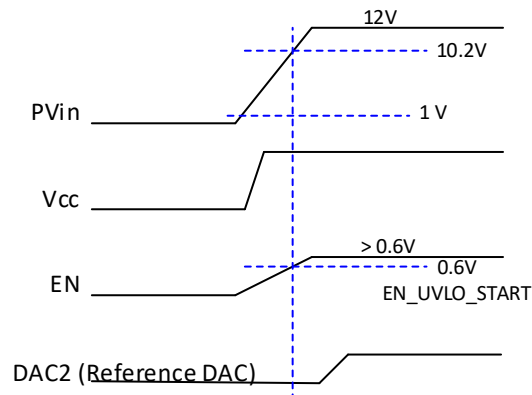 12V
10.2V
PVin
1 V
Vcc
> 0.6V
0.6V
EN
EN_UVLO_START
DAC2 (Reference DAC)